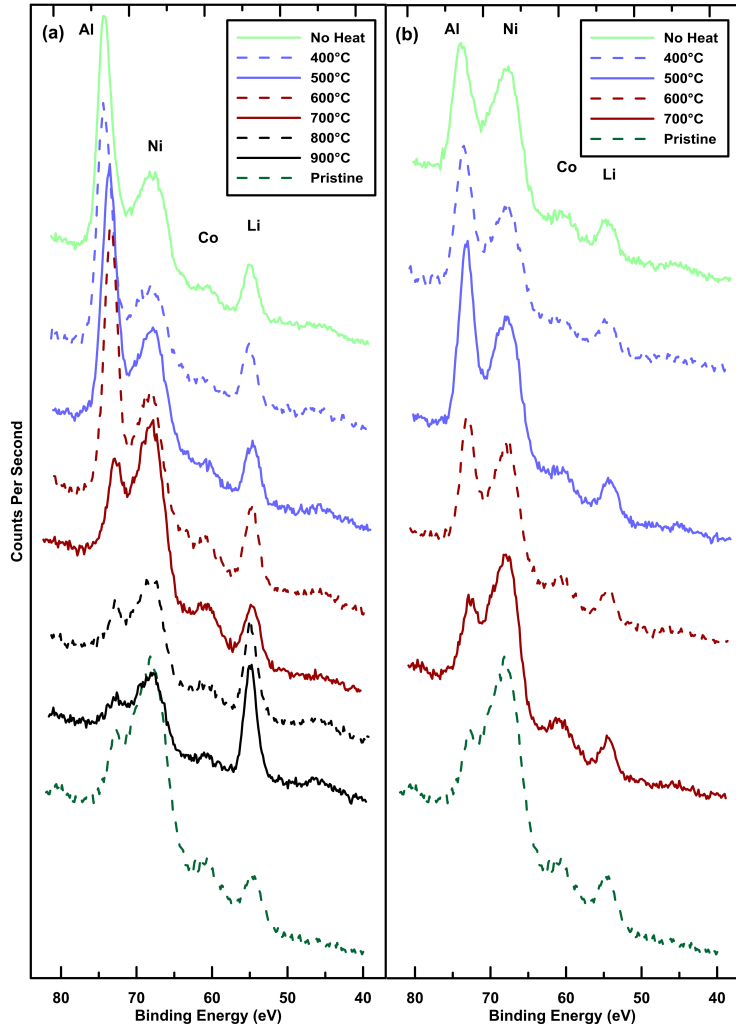 (a)
Al
Ni
Co
Li
No Heat
400°C
500°C
600°C
700°C
800°C
900°C
Pristine
(b)
Al
Ni
Co
Li
No Heat
400°C
500°C
600°C
700°C
Pristine
Counts Per Second
80 70 60 50 40
Binding Energy (eV)
80 70 60 50 40
Binding Energy (eV)